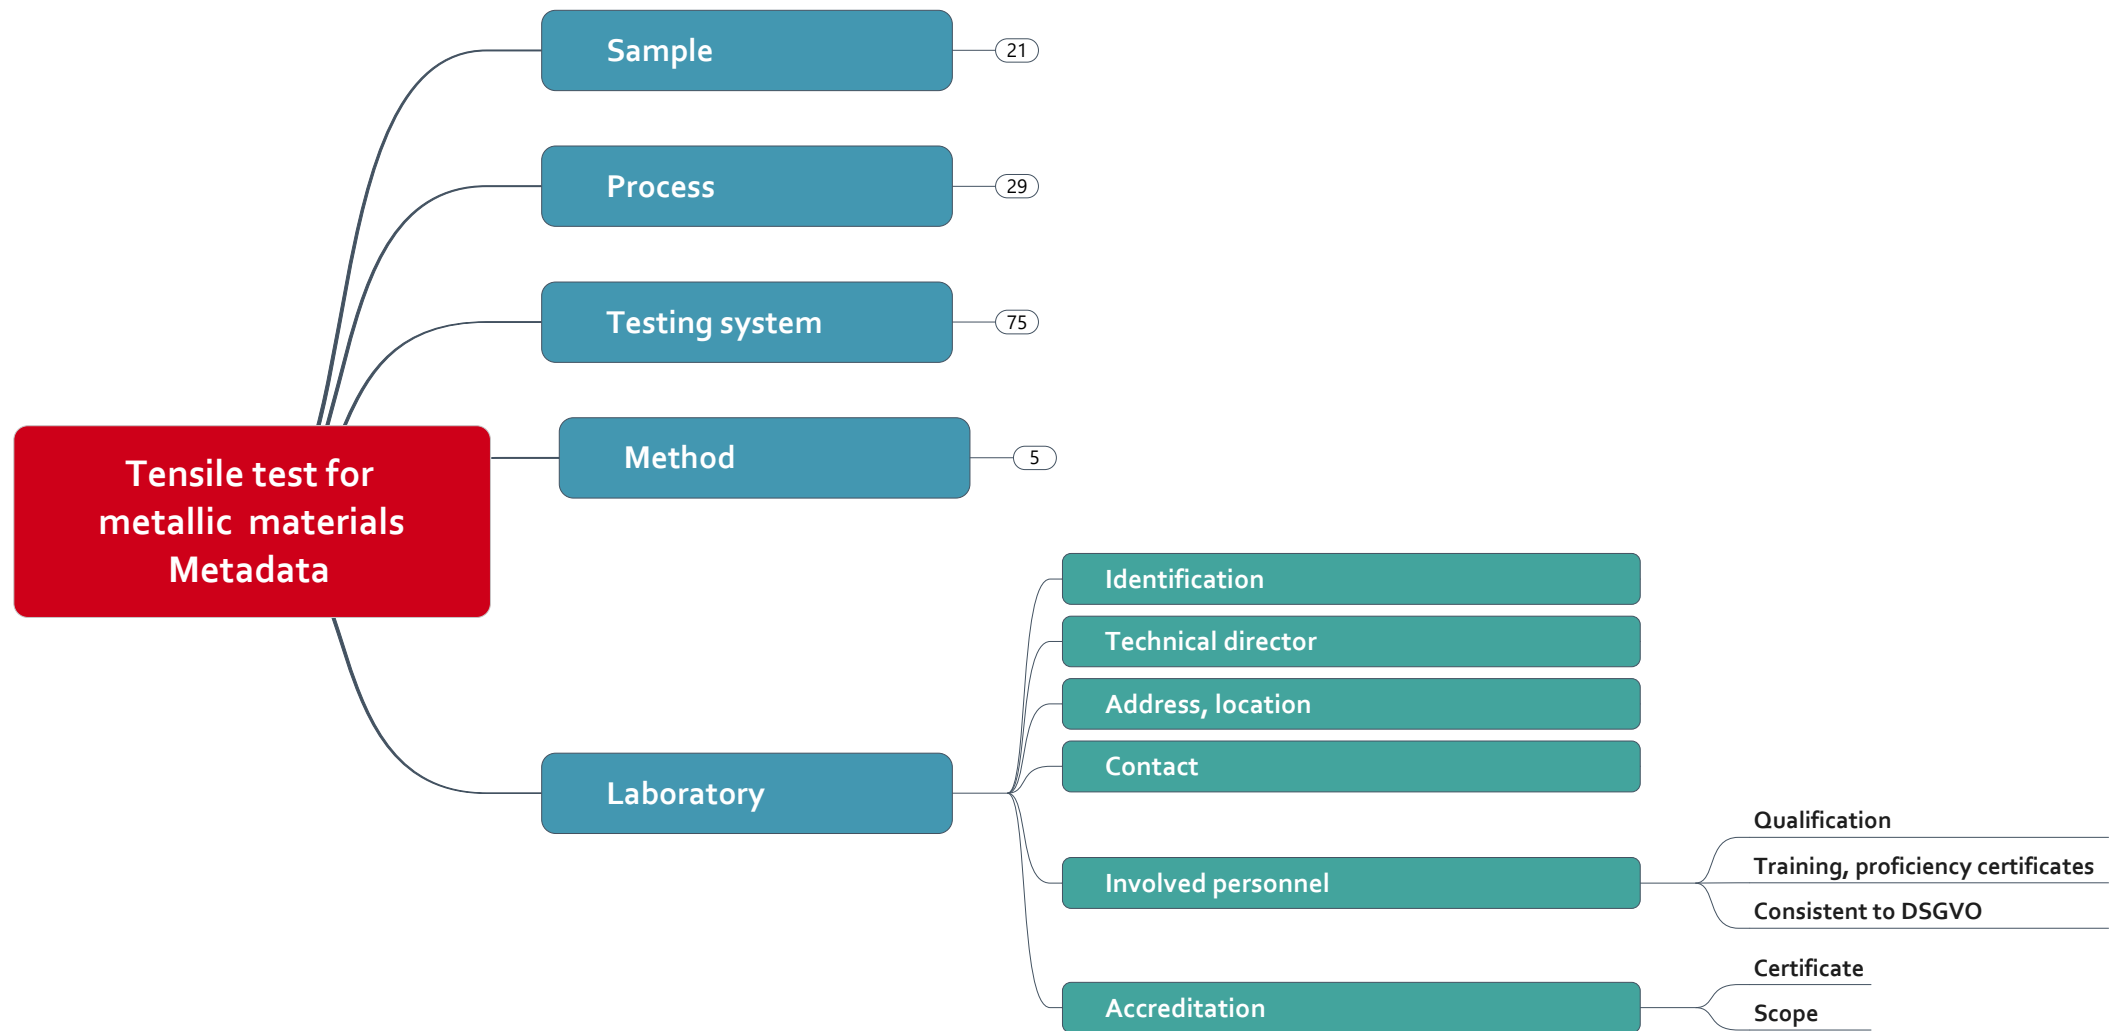 Sample
21
Process
29
Testing system
75
Method
5
Tensile test for
metallic materials
Metadata
Identification
Technical director
Address, location
Contact
Laboratory
Involved personnel
Qualification
Training, proficiency certificates
Consistent to DSGVO
Accreditation
Certificate
Scope